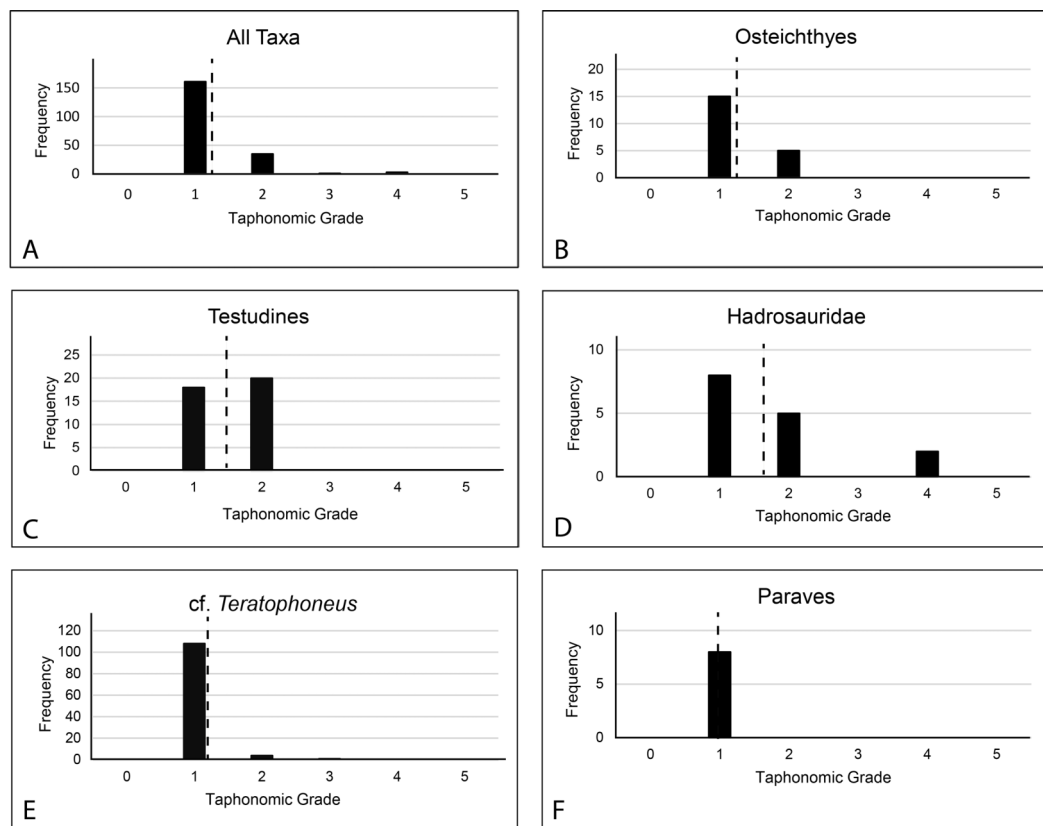 All Taxa
Frequency
150
100
50
0
0 1 2 3 4 5
Taphonomic Grade
A
Osteichthyes
Frequency
20
15
10
5
0
0 1 2 3 4 5
Taphonomic Grade
B
Testudines
Frequency
25
20
15
10
5
0
0 1 2 3 4 5
Taphonomic Grade
C
Hadrosauridae
Frequency
10
5
0
0 1 2 3 4 5
Taphonomic Grade
D
cf. Teratophoneus
Frequency
120
100
80
60
40
20
0
0 1 2 3 4 5
Taphonomic Grade
E
Paraves
Frequency
10
5
0
0 1 2 3 4 5
Taphonomic Grade
F